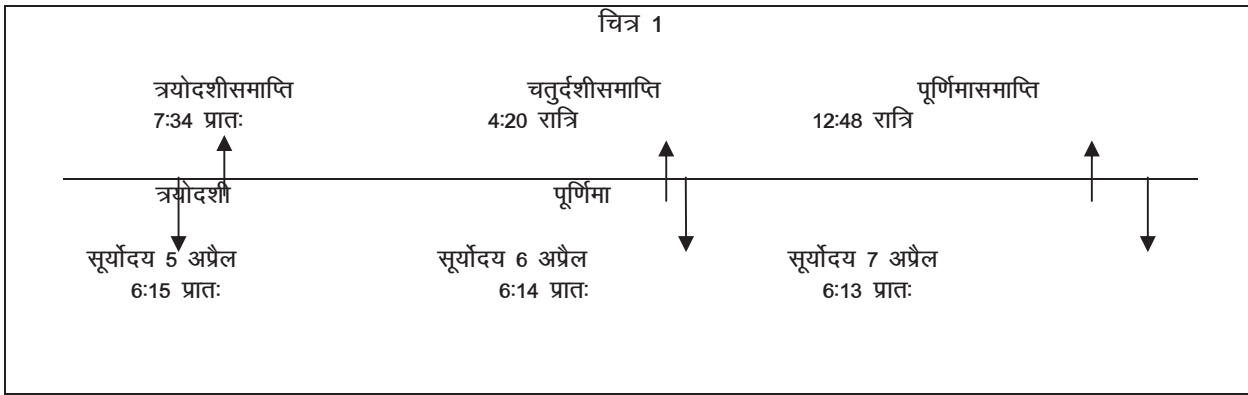 चित्र 1
त्रयोदशीसमाप्ति चतुर्दशीसमाप्ति पूर्णिमासमाप्ति
7:34 प्रातः 4:20 रात्रि 12:48 रात्रि
त्रयोदशी पूर्णिमा
सूर्योदय 5 अप्रैल सूर्योदय 6 अप्रैल सूर्योदय 7 अप्रैल
6:15 प्रातः 6:14 प्रातः 6:13 प्रातः